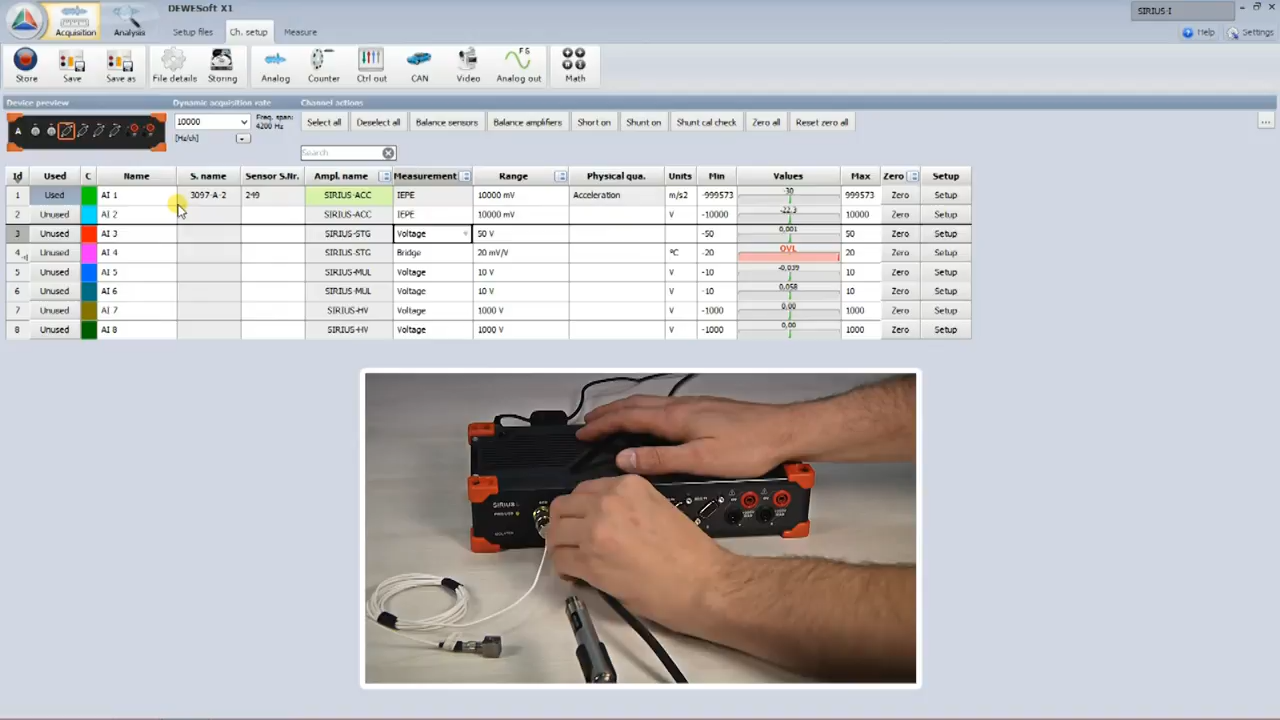 DEWESoft X1
SIRIUS-I
Acquisition Analysis Setup files Ch. setup Measure
Help Settings
Store Save Save as File details Storing Analog Counter Ctrl out CAN Video Analog out Math
Device preview Dynamic acquisition rate Channel actions
A 10000 Freq. span: 4200 Hz Select all Deselect all Balance sensors Balance amplifiers Short on Shunt on Shunt cal check Zero all Reset zero all ...
[Hz/ch]
Search
Id Used C Name S. name Sensor S.Nr. Ampl. name Measurement Range Physical qua. Units Min Values Max Zero Setup
1 Used AI 1 3097-A-2 249 SIRIUS-ACC IEPE 10000 mV Acceleration m/s2 -999573 -30 999573 Zero Setup
2 Unused AI 2 SIRIUS-ACC IEPE 10000 mV V -10000 -22,3 10000 Zero Setup
3 Unused AI 3 SIRIUS-STG Voltage 50 V V -50 0,001 50 Zero Setup
4 Unused AI 4 SIRIUS-STG Bridge 20 mV/V ºC -20 OVL 20 Zero Setup
5 Unused AI 5 SIRIUS-MUL Voltage 10 V V -10 -0,039 10 Zero Setup
6 Unused AI 6 SIRIUS-MUL Voltage 10 V V -10 0,058 10 Zero Setup
7 Unused AI 7 SIRIUS-HV Voltage 1000 V V -1000 0,00 1000 Zero Setup
8 Unused AI 8 SIRIUS-HV Voltage 1000 V V -1000 0,00 1000 Zero Setup
SIRIUS